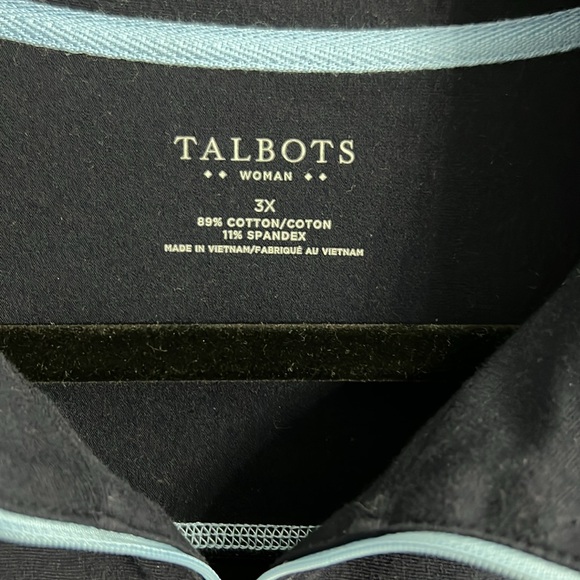 TALBOTS
WOMAN
3X
89% COTTON/COTON
11% SPANDEX
MADE IN VIETNAM/FABRIQUÉ AU VIETNAM